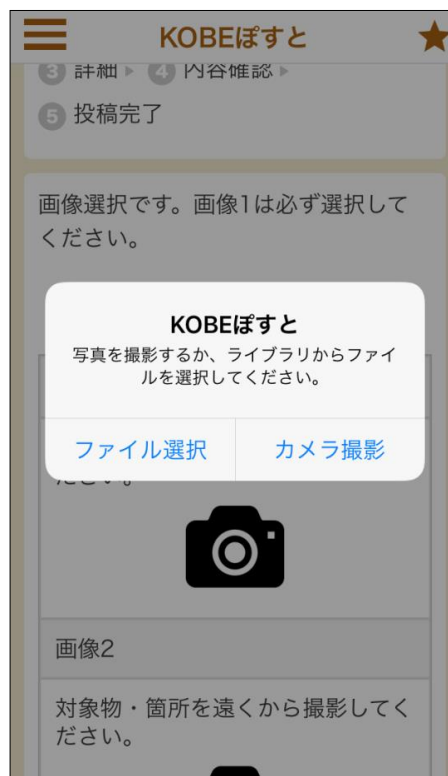 KOBEぽすと
③ 詳細 ▶ ④ 内容確認 ▶
⑤ 投稿完了
画像選択です。画像1は必ず選択して
ください。
KOBEぽすと
写真を撮影するか、ライブラリからファイ
ルを選択してください。
ファイル選択
カメラ撮影
ださい。
画像2
対象物・箇所を遠くから撮影してく
ださい。